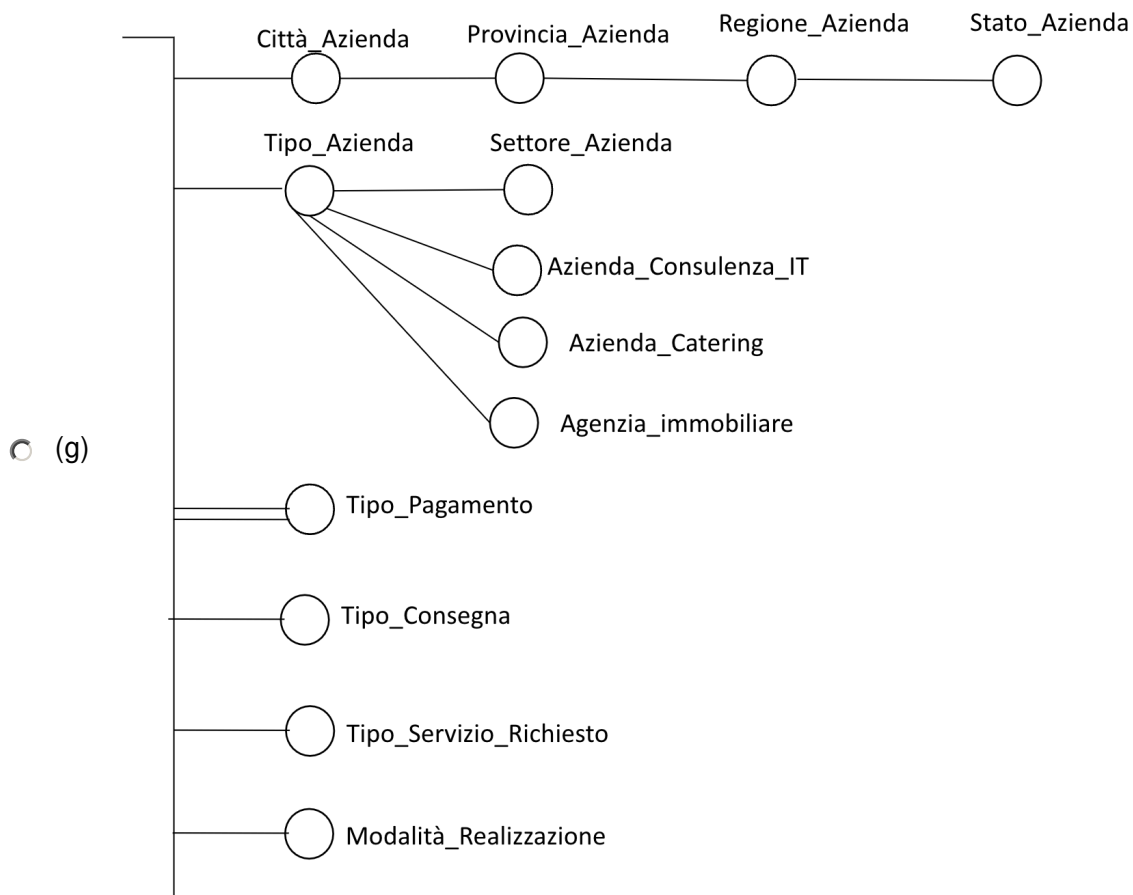 Città_Azienda
Provincia_Azienda
Regione_Azienda
Stato_Azienda
Tipo_Azienda
Settore_Azienda
Azienda_Consulenza_IT
Azienda_Catering
Agenzia_immobiliare
(g)
Tipo_Pagamento
Tipo_Consegna
Tipo_Servizio_Richiesto
Modalità_Realizzazione